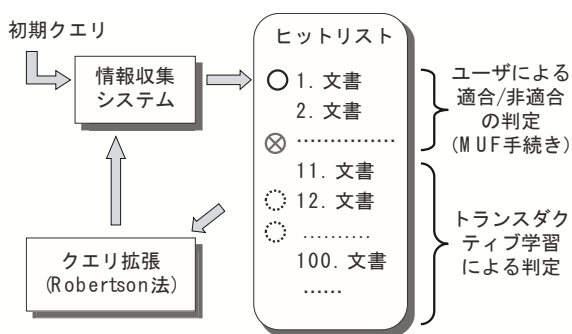 初期クエリ
情報収集
システム
クエリ拡張
(Robertson法)
ヒットリスト
1. 文書
2. 文書
...............
11. 文書
12. 文書
..........
100. 文書
......
ユーザによる
適合/非適合
の判定
(MUF手続き)
トランスダク
ティブ学習
による判定